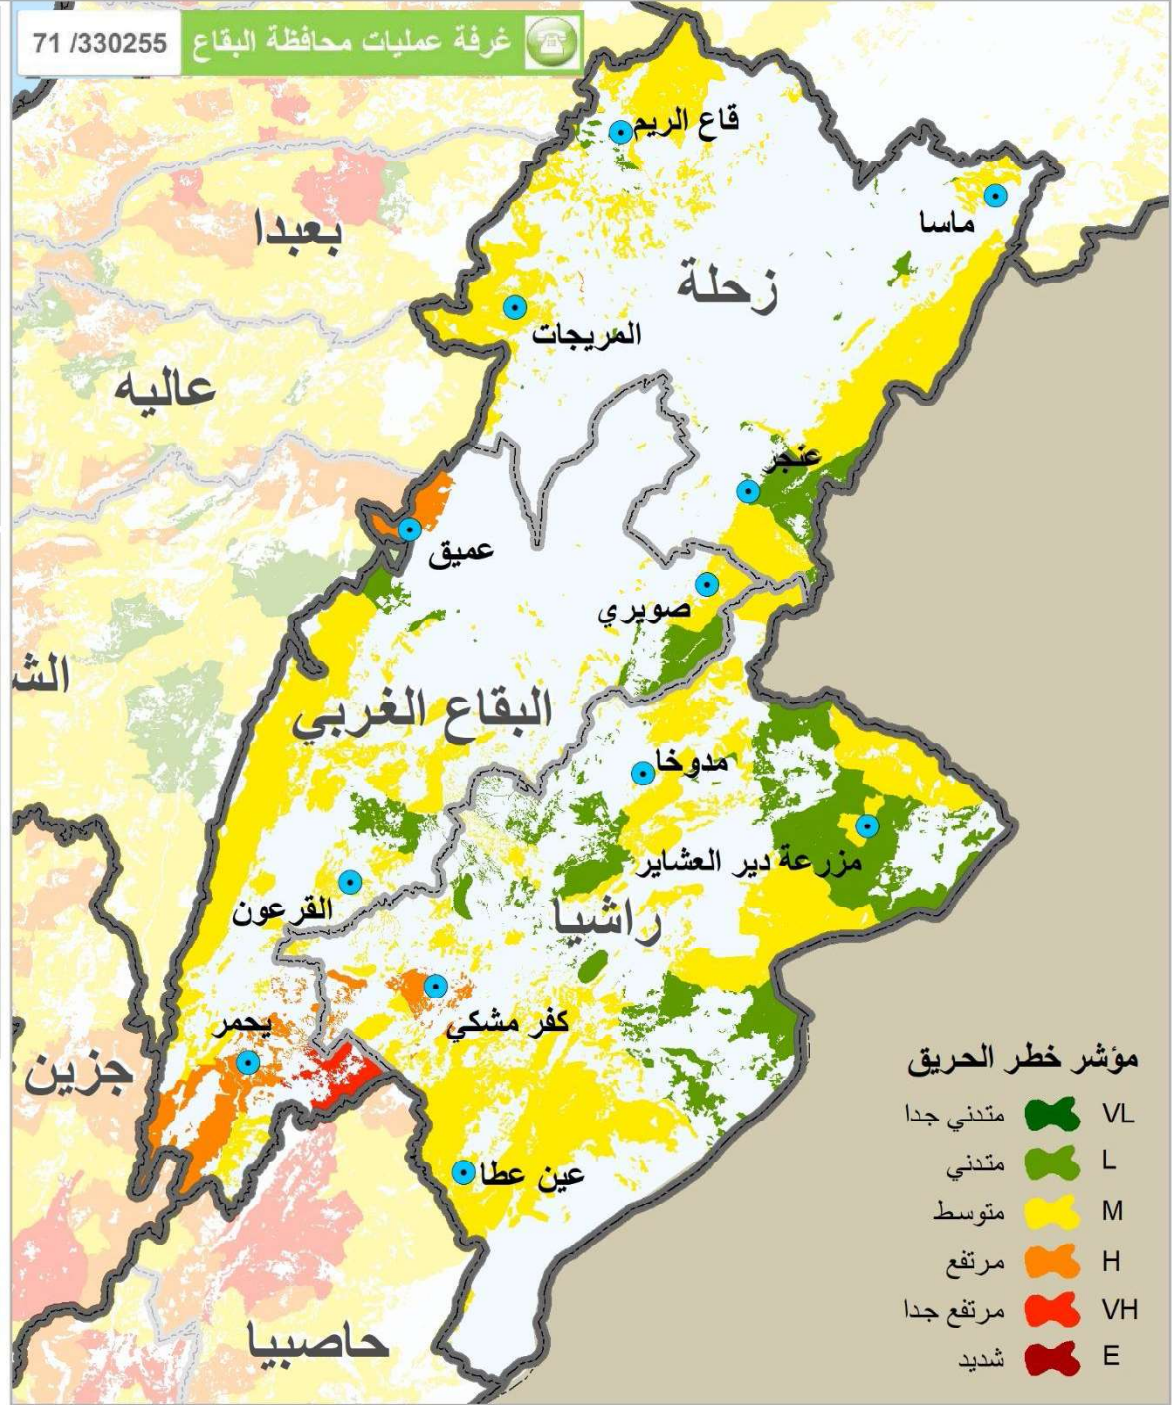 غرفة عمليات محافظة البقاع 71 /330255
قاع الريم
ماسا
بعبدا
زحلة
المريجات
عاليه
عنجر
عميق
صويري
الش
البقاع الغربي
مدوخا
مزرعة دير العشاير
القرعون
راشيا
كفر مشكي
يحمر
جزين
عين عطا
حاصبيا
مؤشر خطر الحريق
متدني جدا VL
متدني L
متوسط M
مرتفع H
مرتفع جدا VH
شديد E